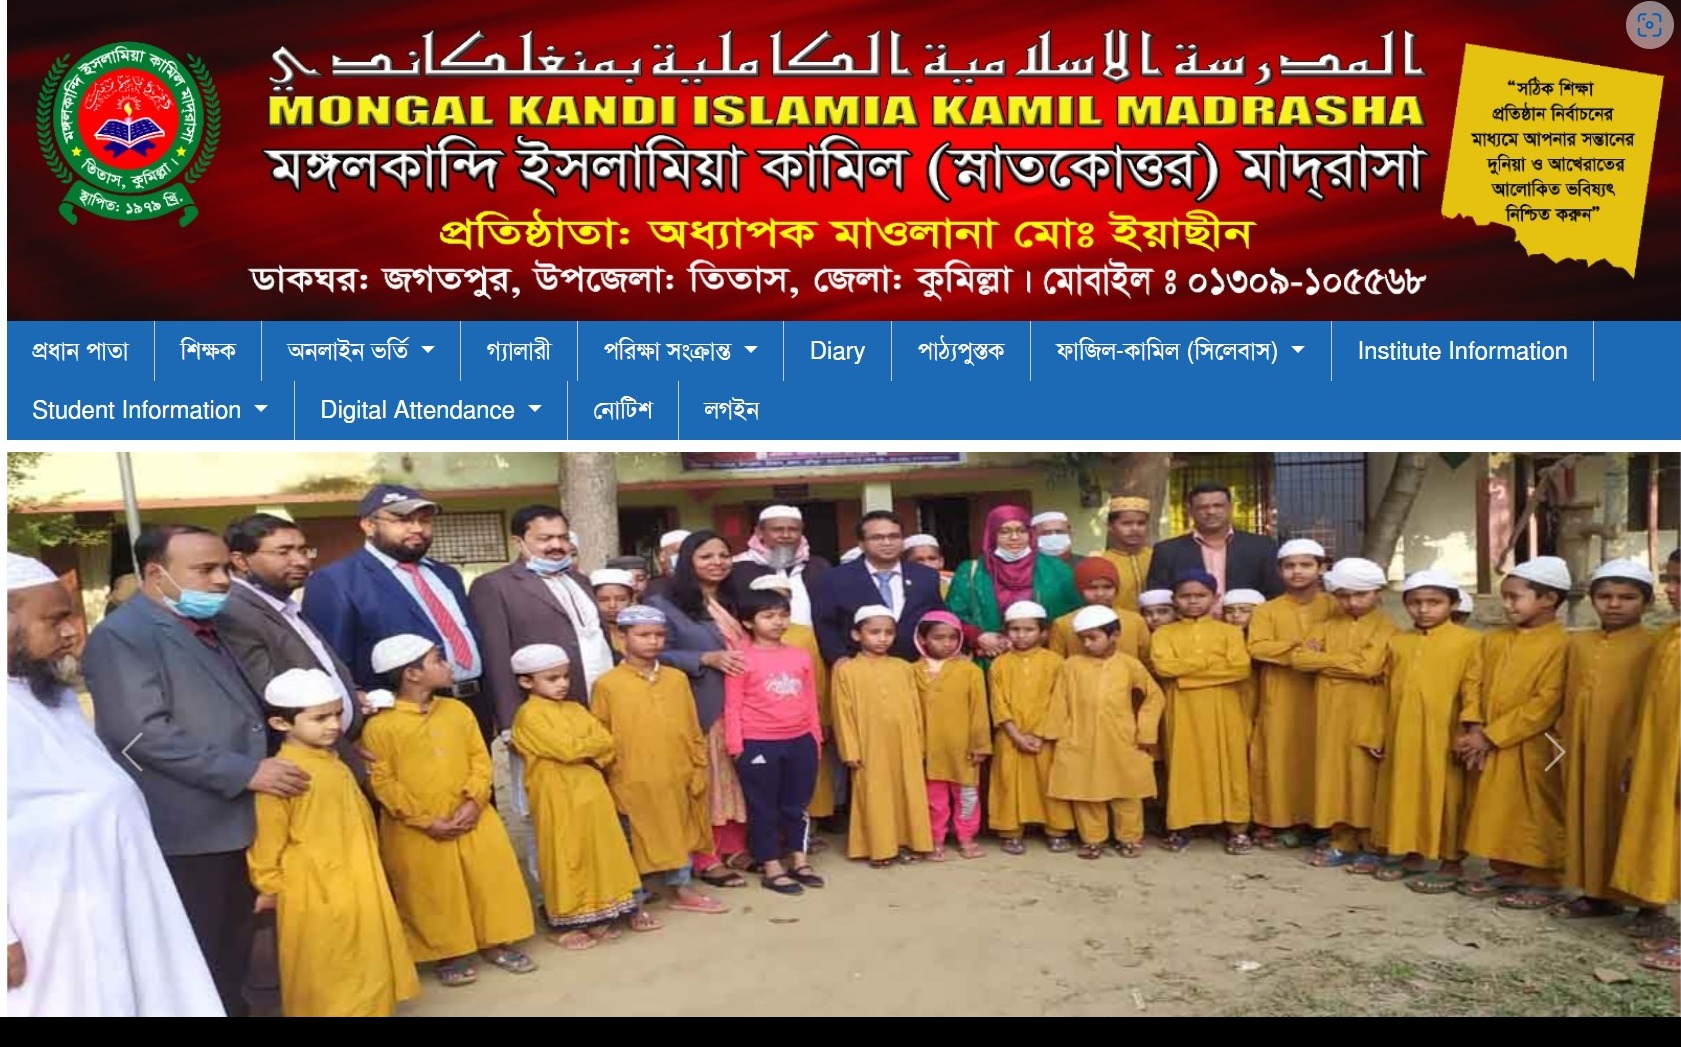 المدرسة الاسلامية الكاملية بمنغلكاندي
MONGAL KANDI ISLAMIA KAMIL MADRASHA
মঙ্গলকান্দি ইসলামিয়া কামিল (স্নাতকোত্তর) মাদ্‌রাসা
প্রতিষ্ঠাতা: অধ্যাপক মাওলানা মোঃ ইয়াছীন
ডাকঘর: জগতপুর, উপজেলা: তিতাস, জেলা: কুমিল্লা। মোবাইল ঃ ০১৩০৯-১০৫৫৬৮
মঙ্গলকান্দি ইসলামিয়া কামিল মাদ্‌রাসা
তিতাস, কুমিল্লা।
স্থাপিত: ১৯৭৯ খ্রি.
“সঠিক শিক্ষা
প্রতিষ্ঠান নির্বাচনের
মাধ্যমে আপনার সন্তানের
দুনিয়া ও আখেরাতের
আলোকিত ভবিষ্যৎ
নিশ্চিত করুন”
প্রধান পাতা শিক্ষক অনলাইন ভর্তি গ্যালারী পরিক্ষা সংক্রান্ত Diary পাঠ্যপুস্তক ফাজিল-কামিল (সিলেবাস) Institute Information
Student Information Digital Attendance নোটিশ লগইন